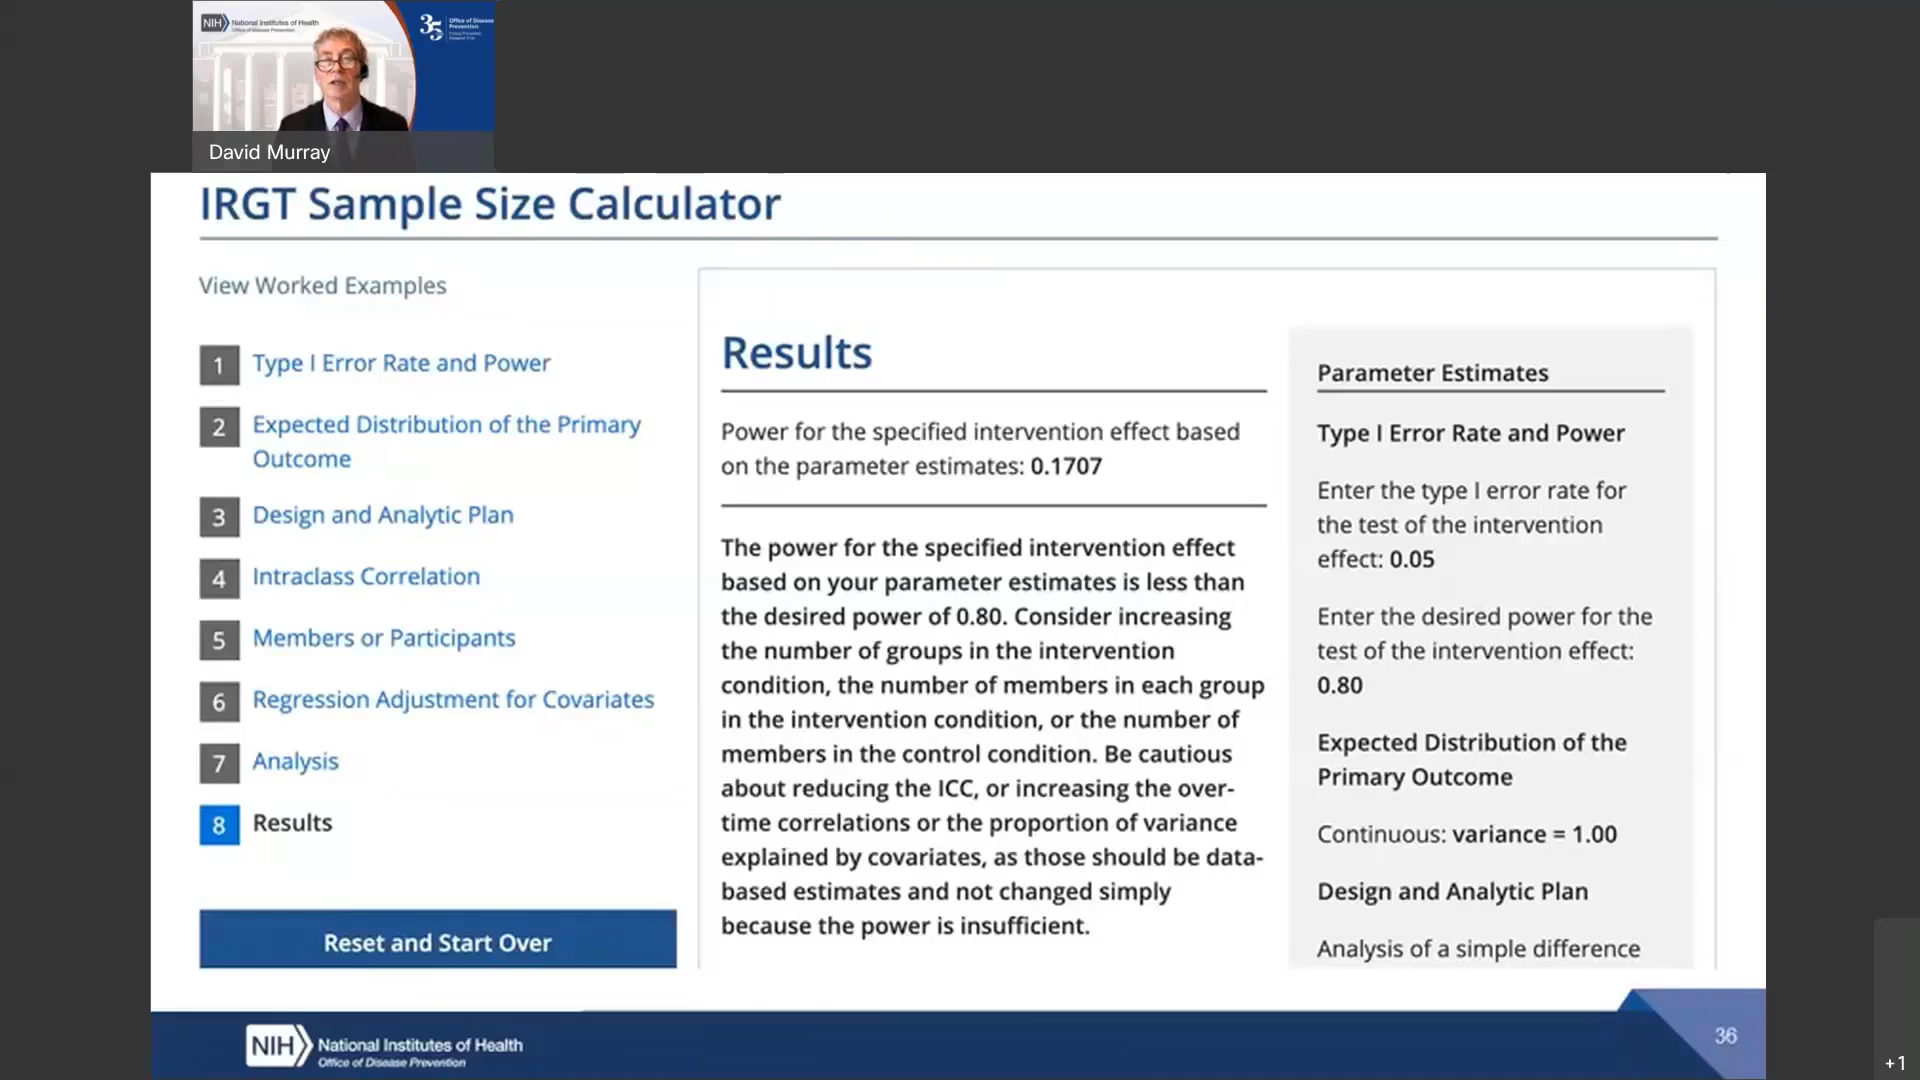 NIH National Institutes of Health
Office of Disease Prevention
35
Office of Disease
Prevention
David Murray
IRGT Sample Size Calculator
View Worked Examples
1 Type I Error Rate and Power
2 Expected Distribution of the Primary
Outcome
3 Design and Analytic Plan
4 Intraclass Correlation
5 Members or Participants
6 Regression Adjustment for Covariates
7 Analysis
8 Results
Reset and Start Over
Results
Power for the specified intervention effect based
on the parameter estimates: 0.1707
The power for the specified intervention effect
based on your parameter estimates is less than
the desired power of 0.80. Consider increasing
the number of groups in the intervention
condition, the number of members in each group
in the intervention condition, or the number of
members in the control condition. Be cautious
about reducing the ICC, or increasing the over-
time correlations or the proportion of variance
explained by covariates, as those should be data-
based estimates and not changed simply
because the power is insufficient.
Parameter Estimates
Type I Error Rate and Power
Enter the type I error rate for
the test of the intervention
effect: 0.05
Enter the desired power for the
test of the intervention effect:
0.80
Expected Distribution of the
Primary Outcome
Continuous: variance = 1.00
Design and Analytic Plan
Analysis of a simple difference
NIH National Institutes of Health
Office of Disease Prevention
36
+1